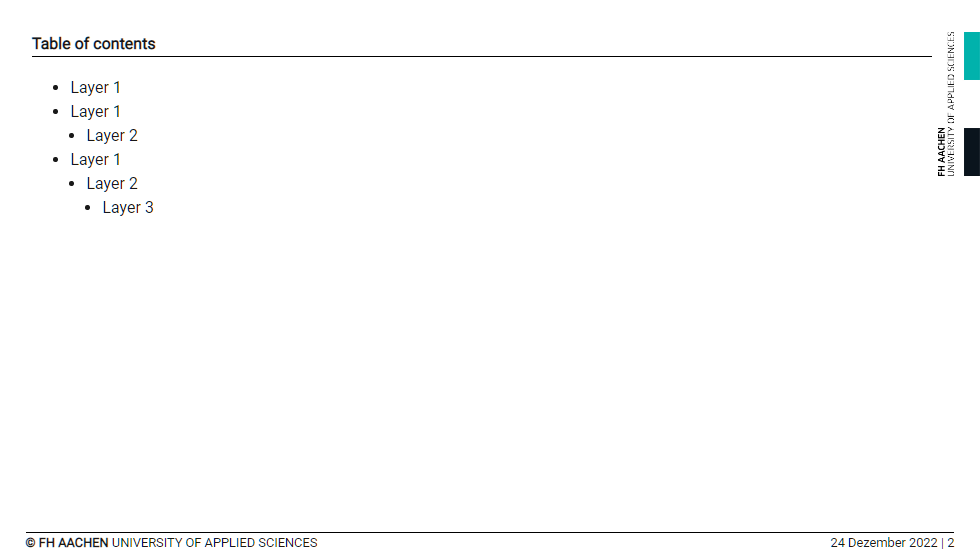 Table of contents
• Layer 1
• Layer 1
• Layer 2
• Layer 1
• Layer 2
• Layer 3
FH AACHEN
UNIVERSITY OF APPLIED SCIENCES
© FH AACHEN UNIVERSITY OF APPLIED SCIENCES
24 Dezember 2022 | 2